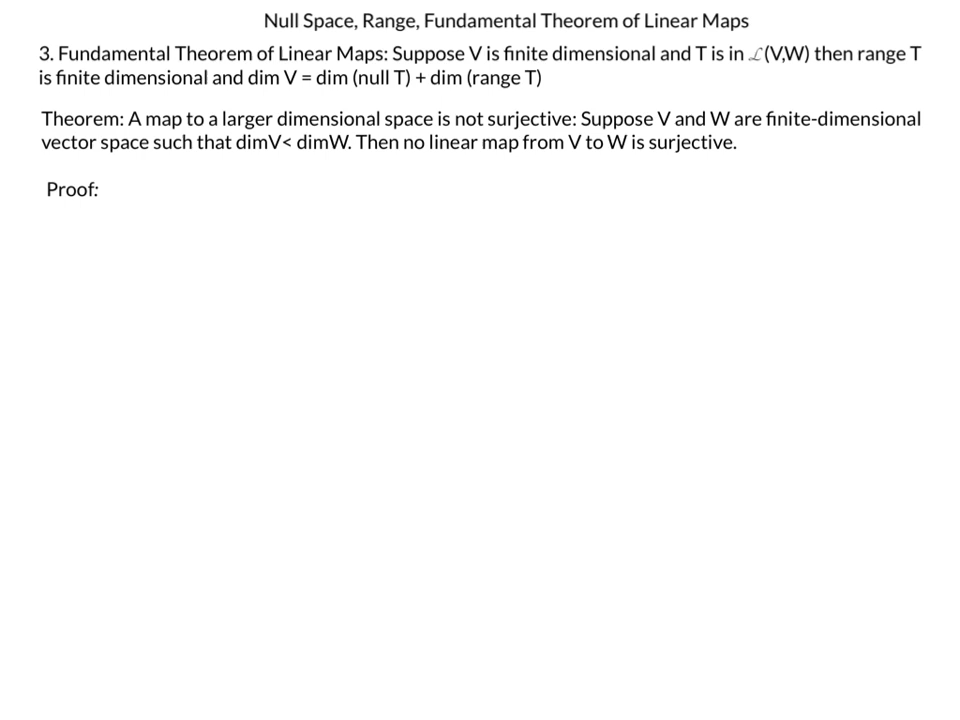 Null Space, Range, Fundamental Theorem of Linear Maps
3. Fundamental Theorem of Linear Maps: Suppose V is finite dimensional and T is in ℒ(V,W) then range T
is finite dimensional and dim V = dim (null T) + dim (range T)
Theorem: A map to a larger dimensional space is not surjective: Suppose V and W are finite-dimensional
vector space such that dimV< dimW. Then no linear map from V to W is surjective.
Proof: